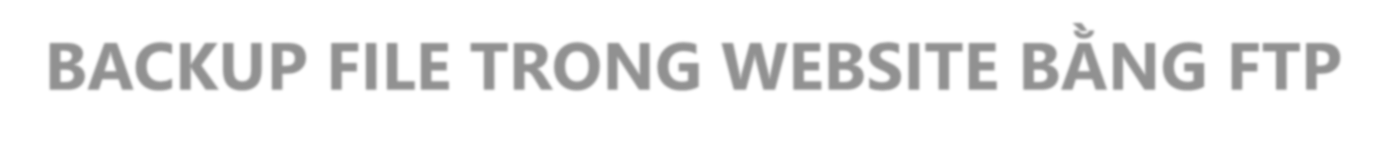 BACKUP FILE TRONG WEBSITE BẰNG FTP